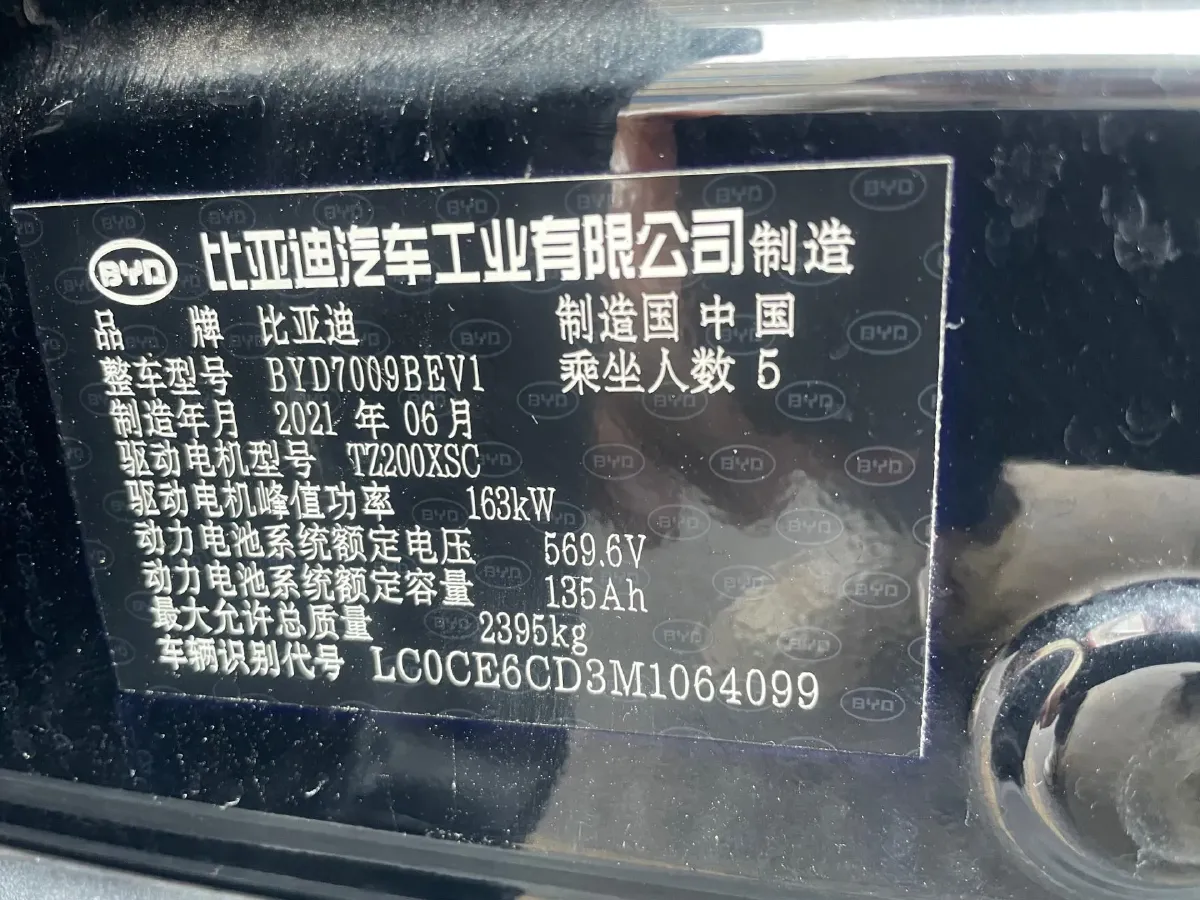 BYD 比亚迪汽车工业有限公司制造
品牌 比亚迪 制造国 中国
整车型号 BYD7009BEV1 乘坐人数 5
制造年月 2021 年 06 月
驱动电机型号 TZ200XSC
驱动电机峰值功率 163kW
动力电池系统额定电压 569.6V
动力电池系统额定容量 135Ah
最大允许总质量 2395kg
车辆识别代号 LC0CE6CD3M1064099